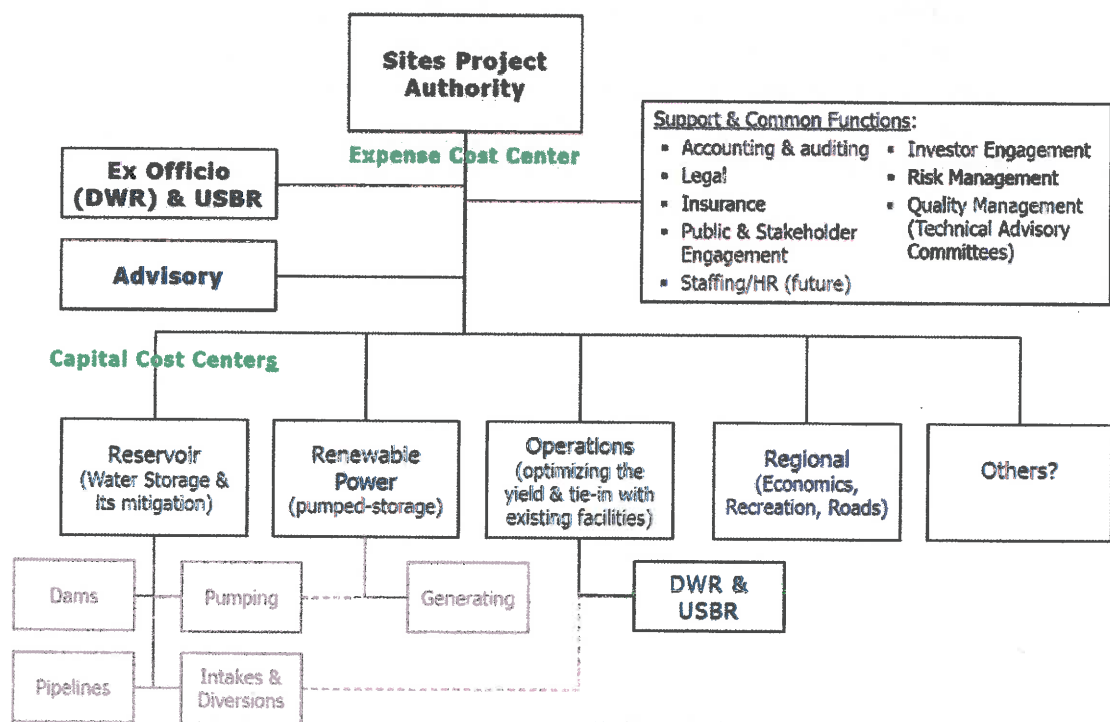 Sites Project
Authority
Expense Cost Center
Ex Officio
(DWR) & USBR
Advisory
Support & Common Functions:
▪ Accounting & auditing
▪ Legal
▪ Insurance
▪ Public & Stakeholder
Engagement
▪ Staffing/HR (future)
▪ Investor Engagement
▪ Risk Management
▪ Quality Management
(Technical Advisory
Committees)
Capital Cost Centers
Reservoir
(Water Storage &
its mitigation)
Renewable
Power
(pumped-storage)
Operations
(optimizing the
yield & tie-in with
existing facilities)
Regional
(Economics,
Recreation, Roads)
Others?
Dams
Pumping
Generating
DWR &
USBR
Pipelines
Intakes &
Diversions